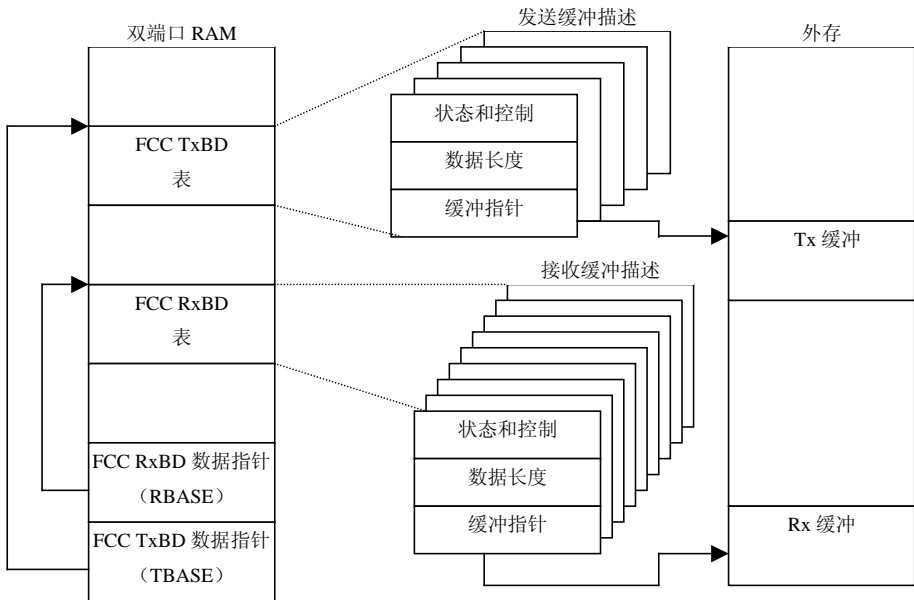 双端口 RAM
FCC TxBD
表
FCC RxBD
表
FCC RxBD 数据指针
（RBASE）
FCC TxBD 数据指针
（TBASE）
发送缓冲描述
状态和控制
数据长度
缓冲指针
接收缓冲描述
状态和控制
数据长度
缓冲指针
外存
Tx 缓冲
Rx 缓冲